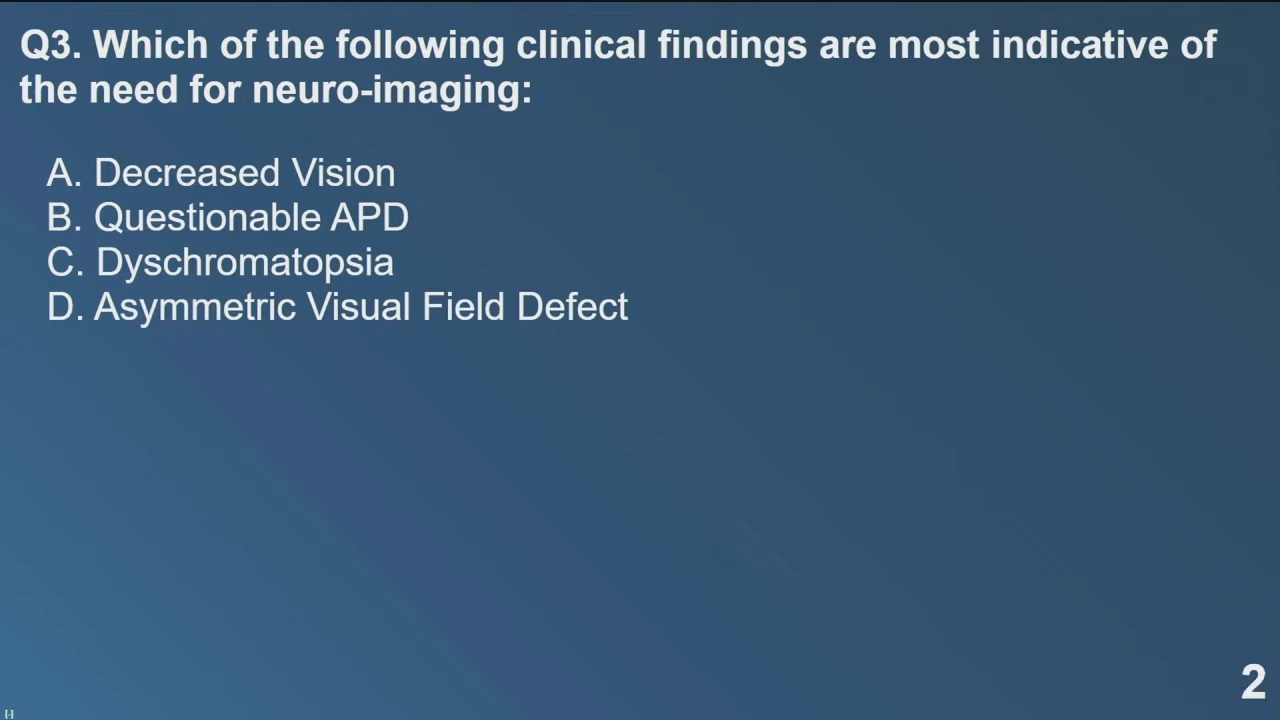 Q3. Which of the following clinical findings are most indicative of
the need for neuro-imaging:
A. Decreased Vision
B. Questionable APD
C. Dyschromatopsia
D. Asymmetric Visual Field Defect
2